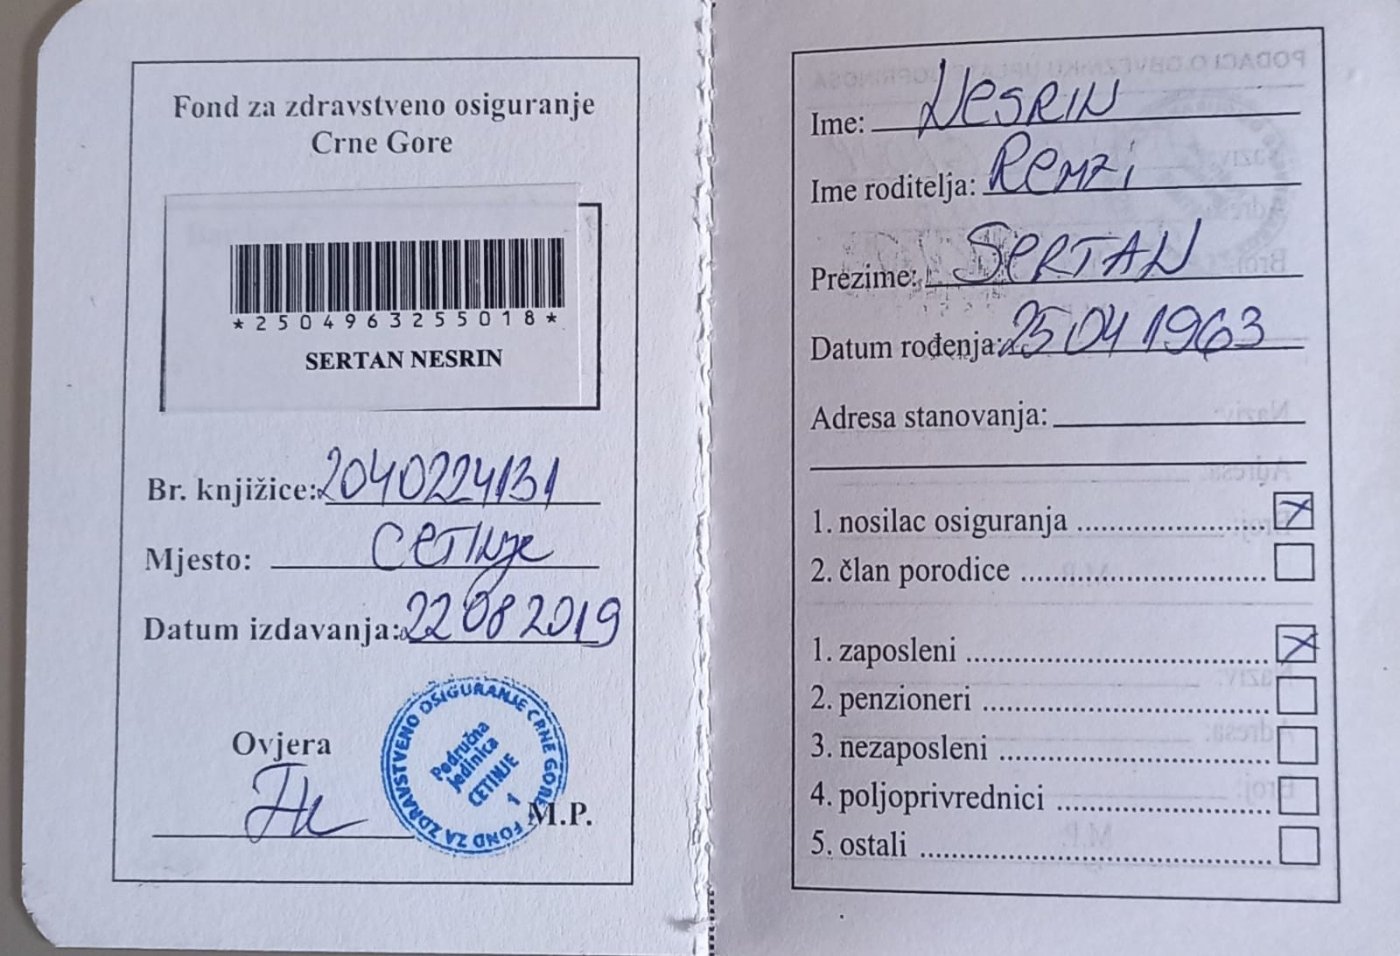 Fond za zdravstveno osiguranje
Crne Gore
*2504963255018*
SERTAN NESRIN
Br. knjižice: 2040224131
Mjesto: Cetinje
Datum izdavanja: 22 08 2019
Ovjera
FOND ZA ZDRAVSTVENO OSIGURANJE CRNE GORE
Područna
jedinica
CETINJE
1
M.P.
Ime: NESRIN
Ime roditelja: Remzi
Prezime: SERTAN
Datum rođenja: 25 04 1963
Adresa stanovanja:
1. nosilac osiguranja ........................ X
2. član porodice ..............................
1. zaposleni ..................................... X
2. penzioneri ...................................
3. nezaposleni .................................
4. poljoprivrednici ..........................
5. ostali ...........................................